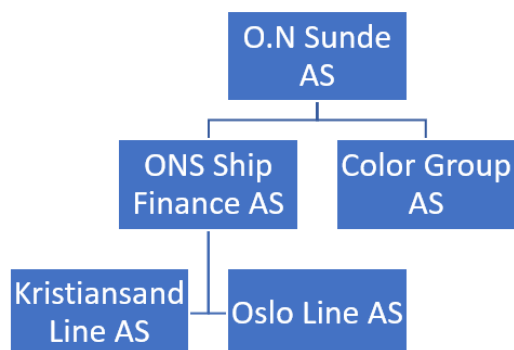 O.N Sunde
AS
ONS Ship
Finance AS
Color Group
AS
Kristiansand
Line AS
Oslo Line AS